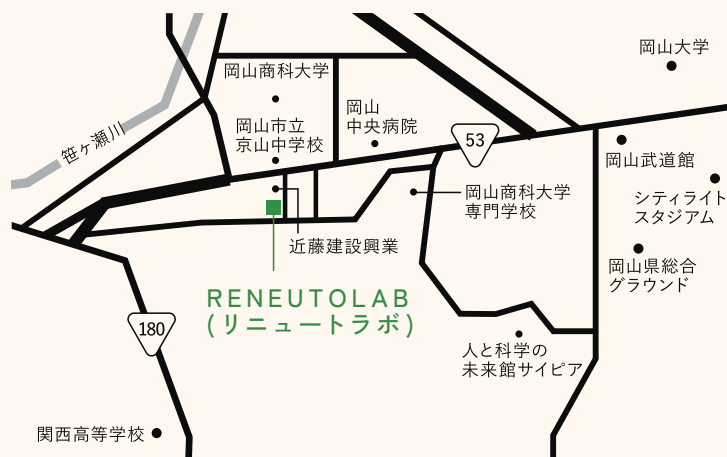 岡山大学
岡山商科大学
岡山
中央病院
岡山市立
京山中学校
笹ヶ瀬川
53
岡山武道館
シティライト
スタジアム
岡山商科大学
専門学校
近藤建設興業
岡山県総合
グラウンド
RENEUTOLAB
(リニュートラボ)
180
人と科学の
未来館サイピア
関西高等学校